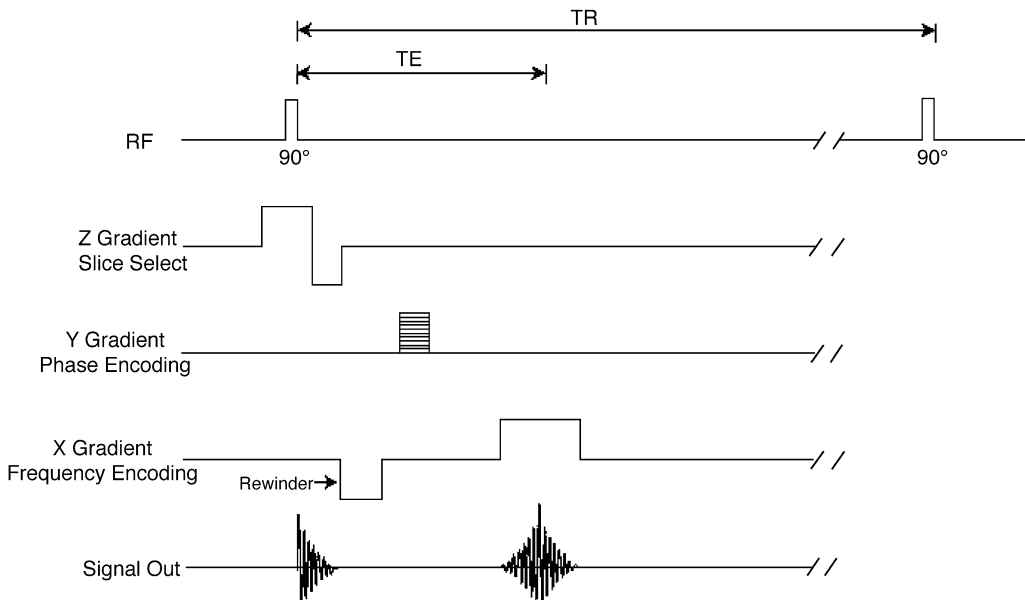 TR
TE
RF
90°
90°
Z Gradient
Slice Select
Y Gradient
Phase Encoding
X Gradient
Frequency Encoding
Rewinder
Signal Out